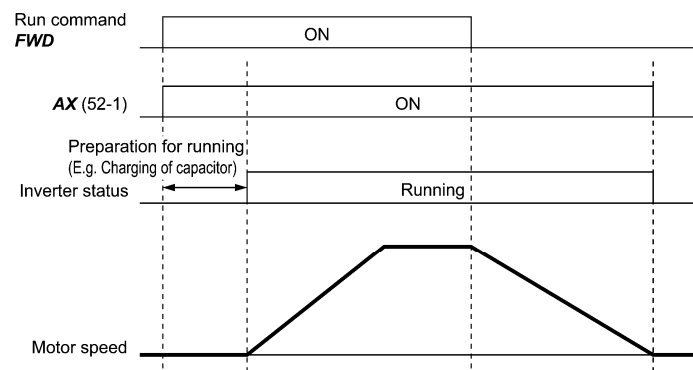 Run command
FWD
ON
AX (52-1)
ON
Preparation for running
(E.g. Charging of capacitor)
Inverter status
Running
Motor speed